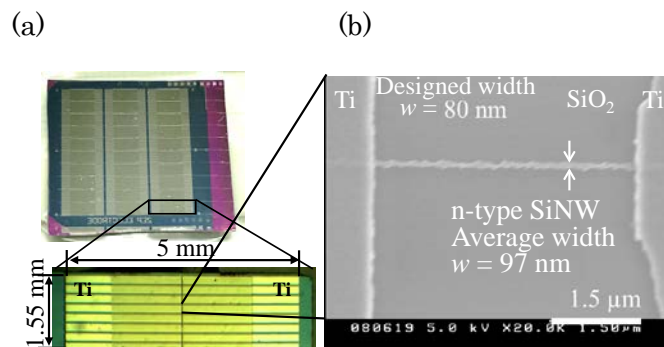 (a)
(b)
Designed width
w = 80 nm
Ti
SiO2
Ti
n-type SiNW
Average width
w = 97 nm
1.5 μm
080619 5.0 kV X20.0K 1.50μm
5 mm
1.55 mm
Ti
Ti